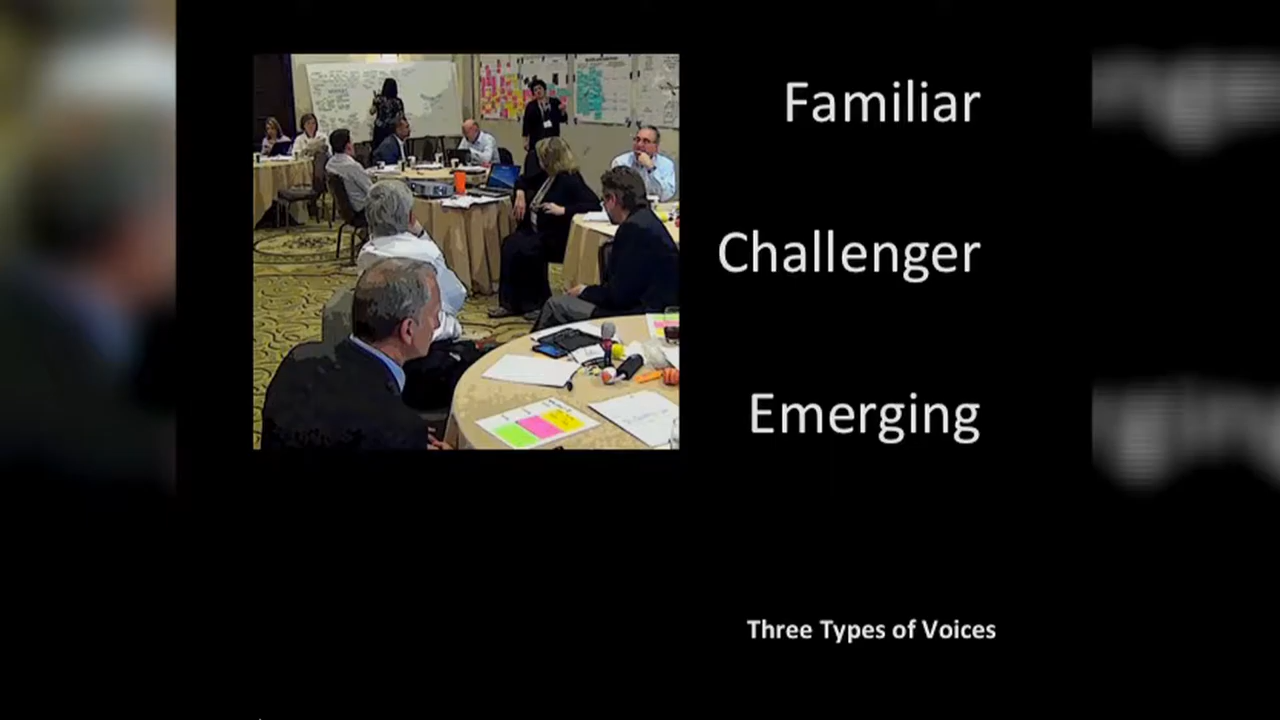 Familiar
Challenger
Emerging
Three Types of Voices